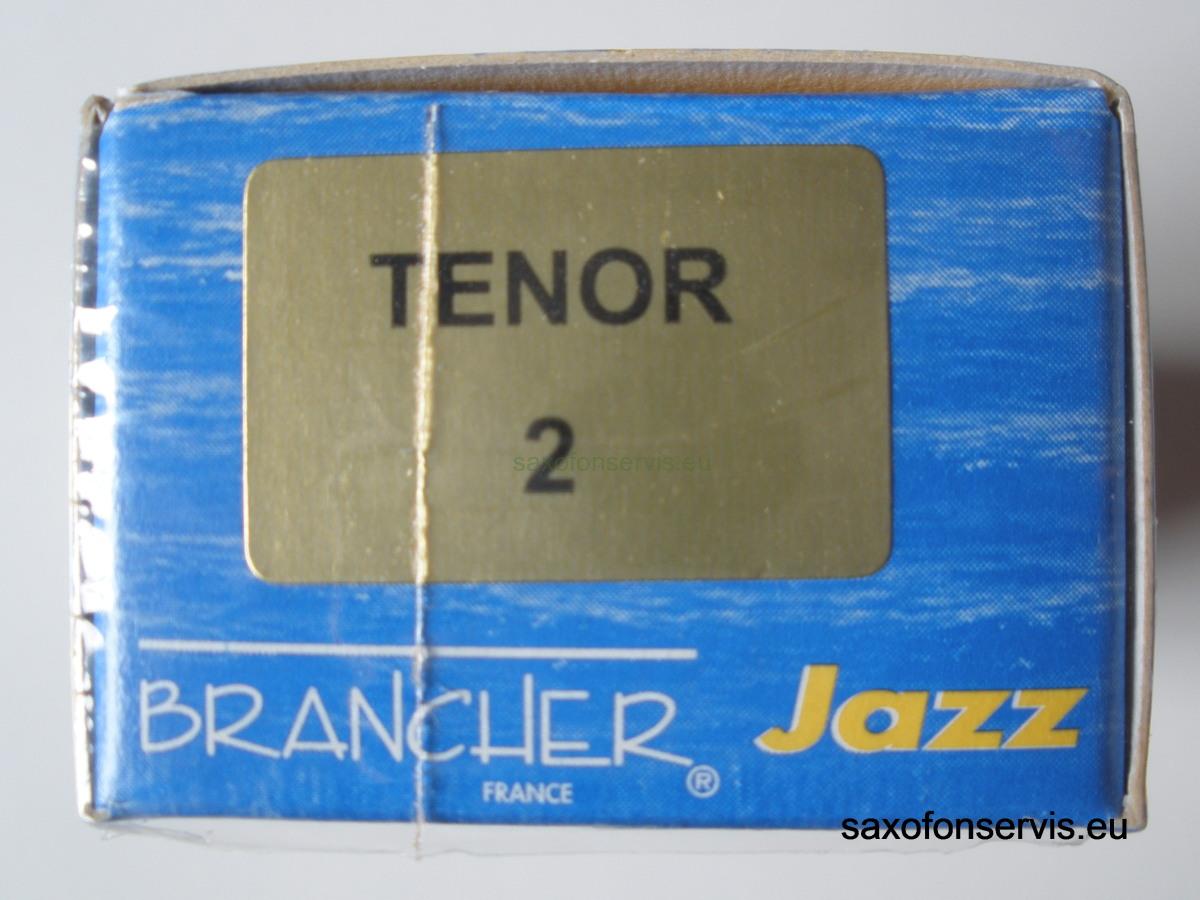 TENOR
2
saxofonservis.eu
BRANCHER® Jazz
FRANCE
saxofonservis.eu